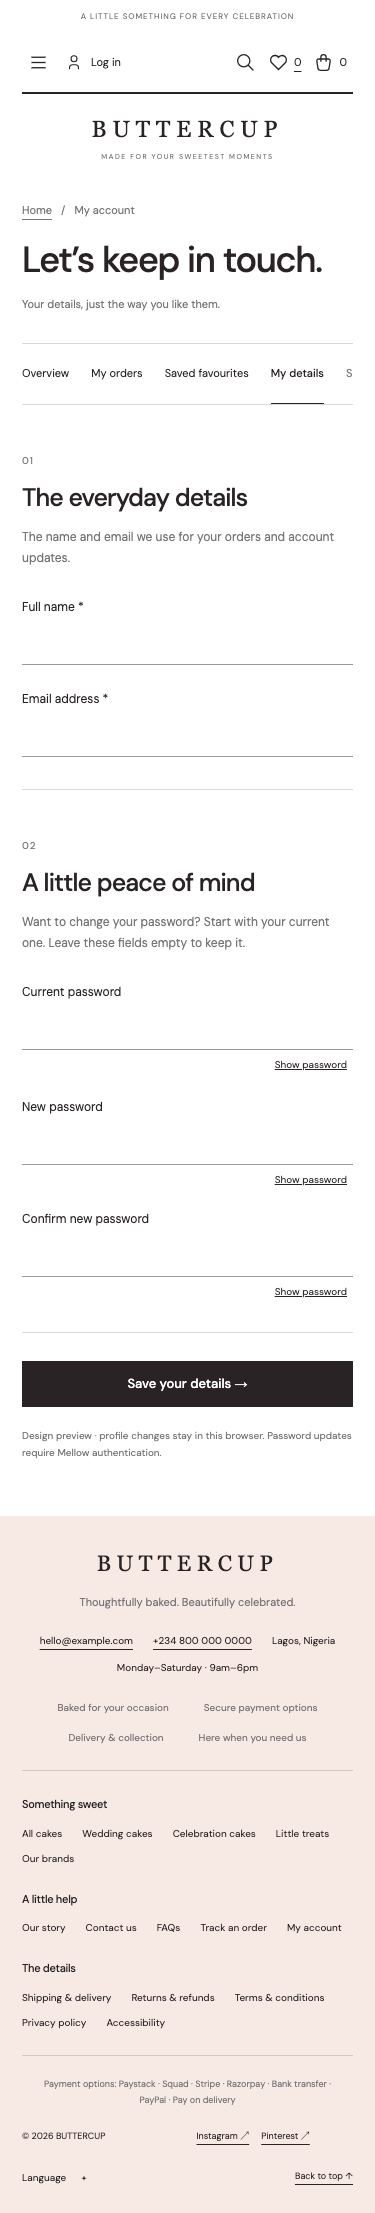 A LITTLE SOMETHING FOR EVERY CELEBRATION
Log in 0 0
BUTTERCUP
MADE FOR YOUR SWEETEST MOMENTS
Home / My account
Let’s keep in touch.
Your details, just the way you like them.
Overview My orders Saved favourites My details S
01
The everyday details
The name and email we use for your orders and account
updates.
Full name *
Email address *
02
A little peace of mind
Want to change your password? Start with your current
one. Leave these fields empty to keep it.
Current password
Show password
New password
Show password
Confirm new password
Show password
Save your details →
Design preview · profile changes stay in this browser. Password updates
require Mellow authentication.
BUTTERCUP
Thoughtfully baked. Beautifully celebrated.
hello@example.com +234 800 000 0000 Lagos, Nigeria
Monday–Saturday · 9am–6pm
Baked for your occasion Secure payment options
Delivery & collection Here when you need us
Something sweet
All cakes Wedding cakes Celebration cakes Little treats
Our brands
A little help
Our story Contact us FAQs Track an order My account
The details
Shipping & delivery Returns & refunds Terms & conditions
Privacy policy Accessibility
Payment options: Paystack · Squad · Stripe · Razorpay · Bank transfer ·
PayPal · Pay on delivery
© 2026 BUTTERCUP Instagram ↗ Pinterest ↗
Language + Back to top ↑